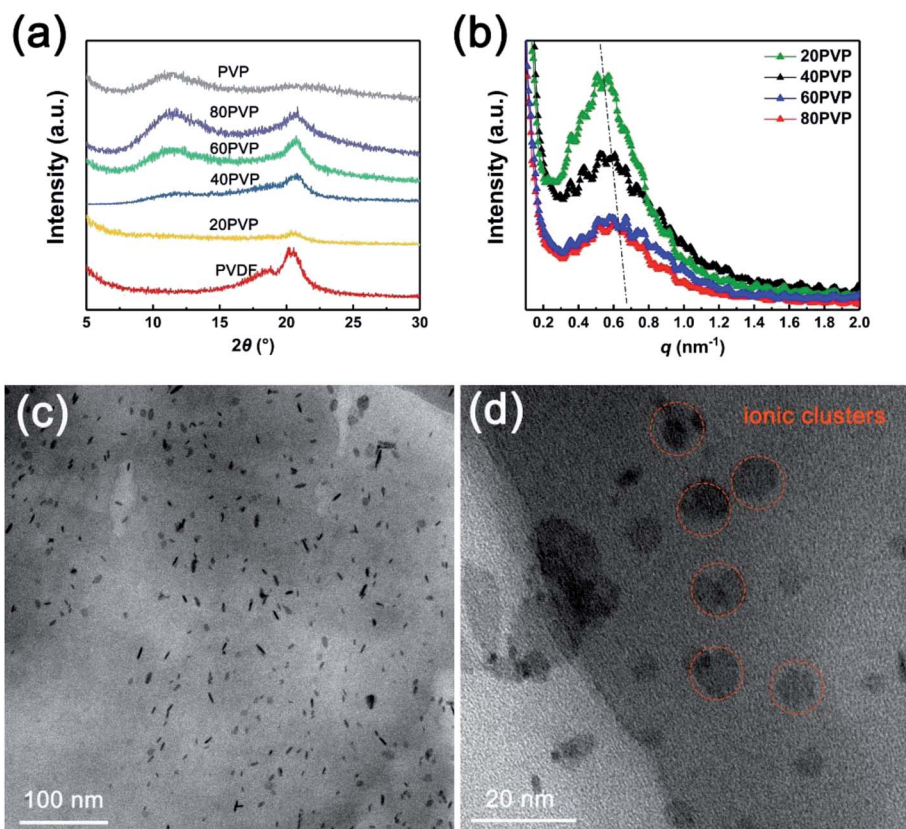 (a)
Intensity (a.u.)
PVP
80PVP
60PVP
40PVP
20PVP
PVDF
5 10 15 20 25 30
2θ (°)
(b)
Intensity (a.u.)
20PVP
40PVP
60PVP
80PVP
0.2 0.4 0.6 0.8 1.0 1.2 1.4 1.6 1.8 2.0
q (nm⁻¹)
(c)
100 nm
(d)
ionic clusters
20 nm